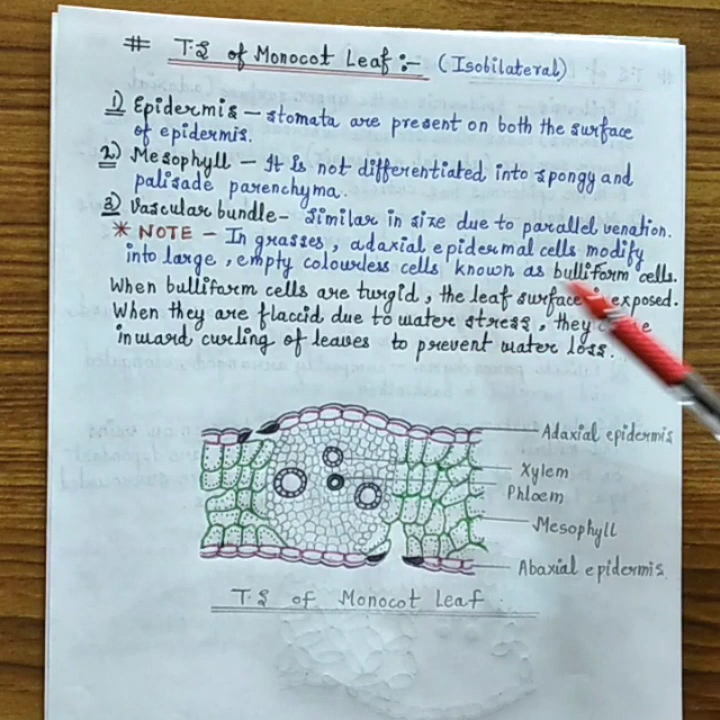 # T.S of Monocot Leaf :- (Isobilateral)
1) Epidermis - stomata are present on both the surface
of epidermis.
2) Mesophyll - It is not differentiated into spongy and
palisade parenchyma.
3) Vascular bundle - Similar in size due to parallel venation.
* NOTE - In grasses, adaxial epidermal cells modify
into large, empty colourless cells known as bulliform cells.
When bulliform cells are turgid, the leaf surface exposed.
When they are flaccid due to water stress, they
inward curling of leaves to prevent water loss.
Adaxial epidermis
Xylem
Phloem
Mesophyll
Abaxial epidermis.
T.S of Monocot Leaf.